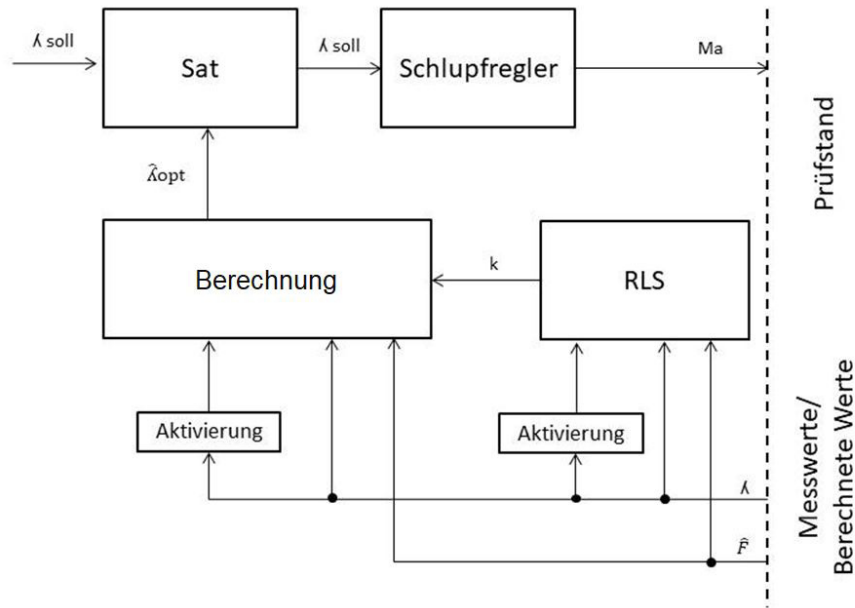 ʎ soll
Sat
ʎ soll
Schlupfregler
Ma
Prüfstand
ʎ̂opt
Berechnung
k
RLS
Aktivierung
Aktivierung
ʎ
F̂
Messwerte/
Berechnete Werte